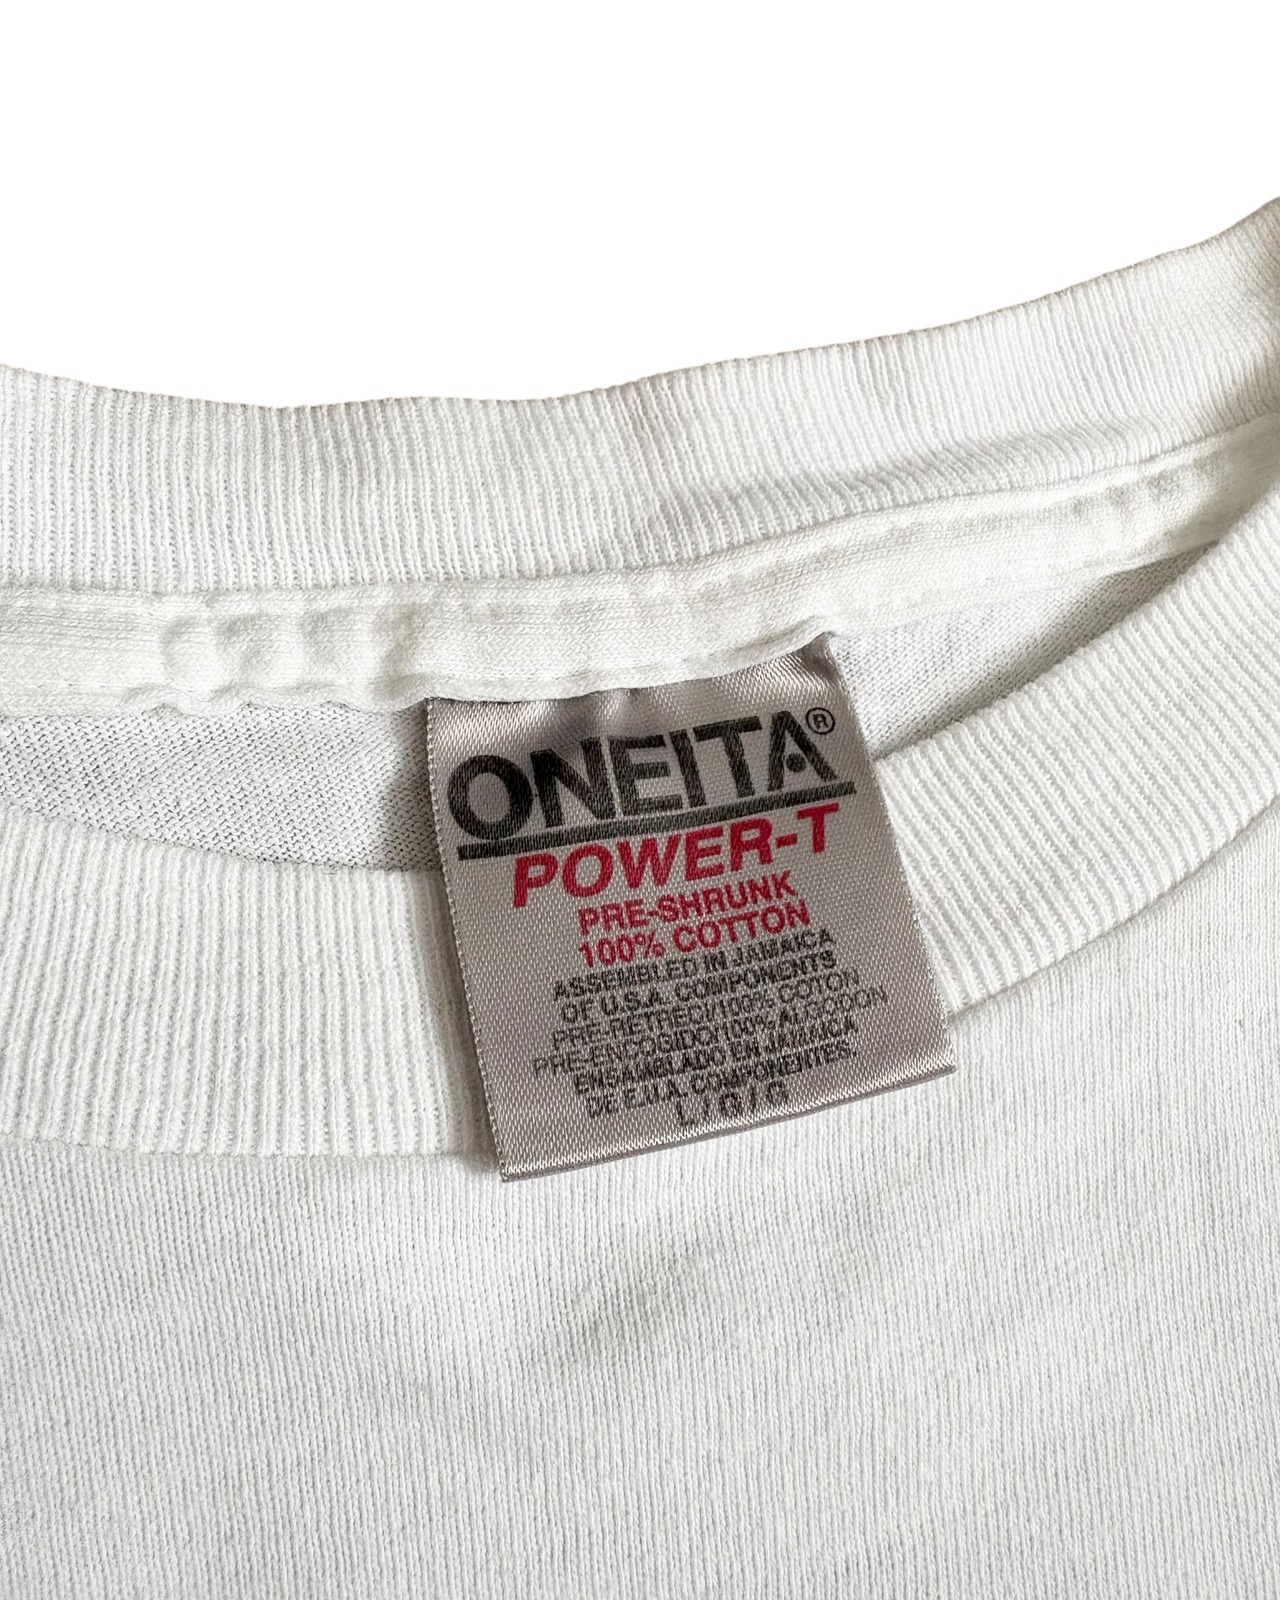 ONEITA®
POWER-T
PRE-SHRUNK
100% COTTON
ASSEMBLED IN JAMAICA
OF U.S.A. COMPONENTS
PRE-RETRECI/100% COTON
PRE-ENCOGIDO/100% ALGODON
ENSAMBLADO EN JAMAICA
DE E.U.A. COMPONENTES.
L/G/G